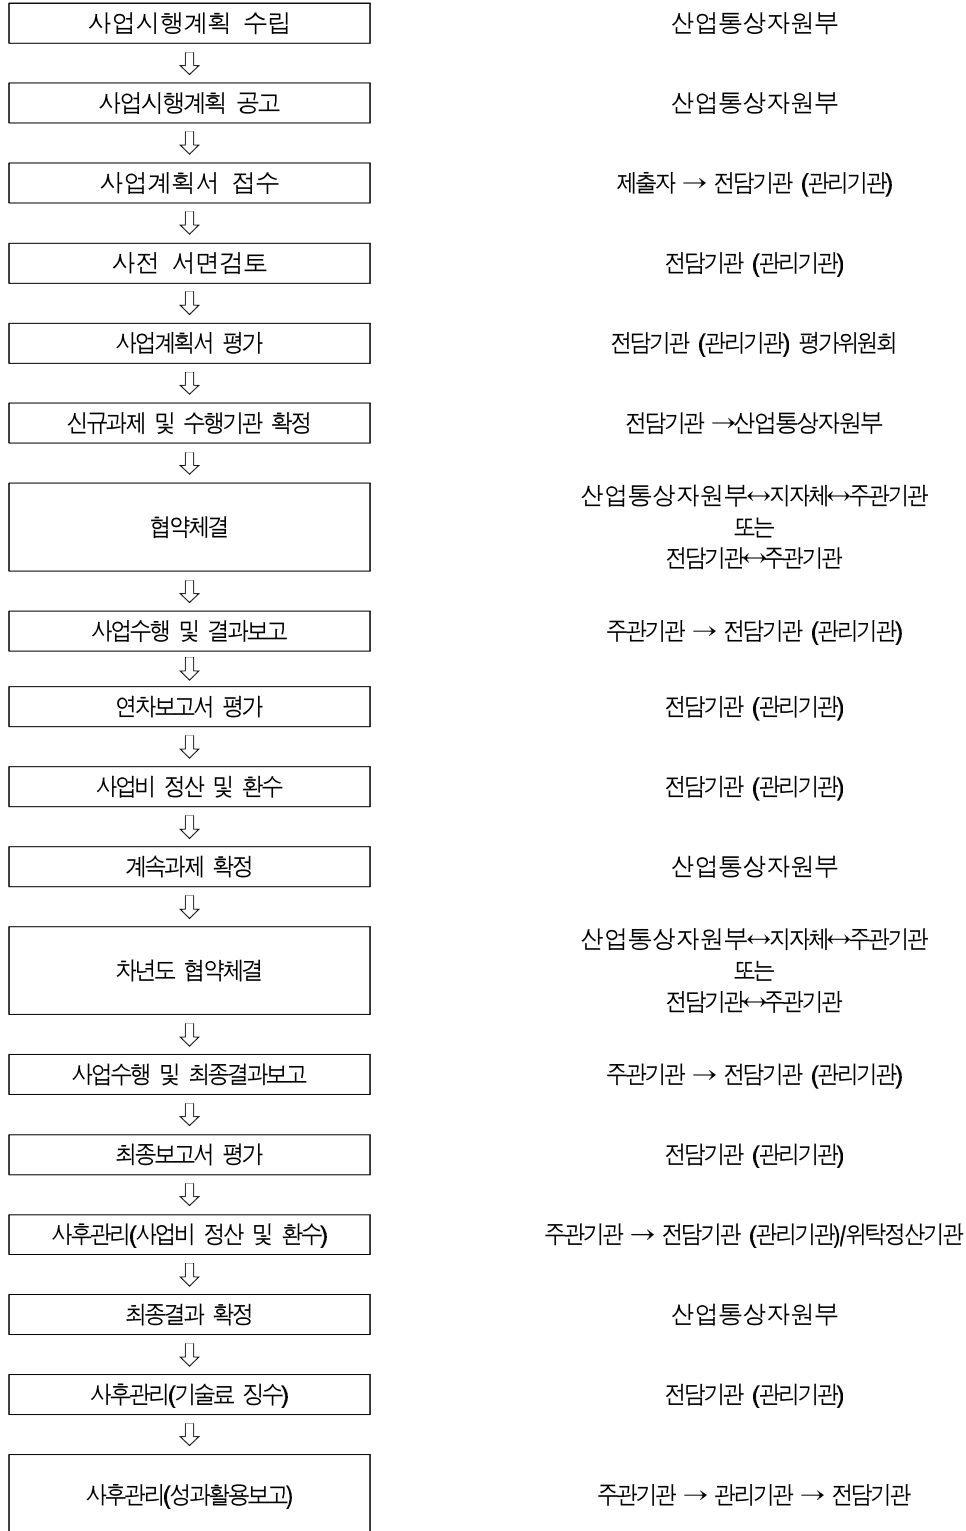 사업시행계획 수립 산업통상자원부
⇩
사업시행계획 공고 산업통상자원부
⇩
사업계획서 접수 제출자 → 전담기관 (관리기관)
⇩
사전 서면검토 전담기관 (관리기관)
⇩
사업계획서 평가 전담기관 (관리기관) 평가위원회
⇩
신규과제 및 수행기관 확정 전담기관 →산업통상자원부
⇩
산업통상자원부↔지자체↔주관기관
협약체결 또는
전담기관↔주관기관
⇩
사업수행 및 결과보고 주관기관 → 전담기관 (관리기관)
⇩
연차보고서 평가 전담기관 (관리기관)
⇩
사업비 정산 및 환수 전담기관 (관리기관)
⇩
계속과제 확정 산업통상자원부
⇩
산업통상자원부↔지자체↔주관기관
차년도 협약체결 또는
전담기관↔주관기관
⇩
사업수행 및 최종결과보고 주관기관 → 전담기관 (관리기관)
⇩
최종보고서 평가 전담기관 (관리기관)
⇩
사후관리(사업비 정산 및 환수) 주관기관 → 전담기관 (관리기관)/위탁정산기관
⇩
최종결과 확정 산업통상자원부
⇩
사후관리(기술료 징수) 전담기관 (관리기관)
⇩
사후관리(성과활용보고) 주관기관 → 관리기관 → 전담기관